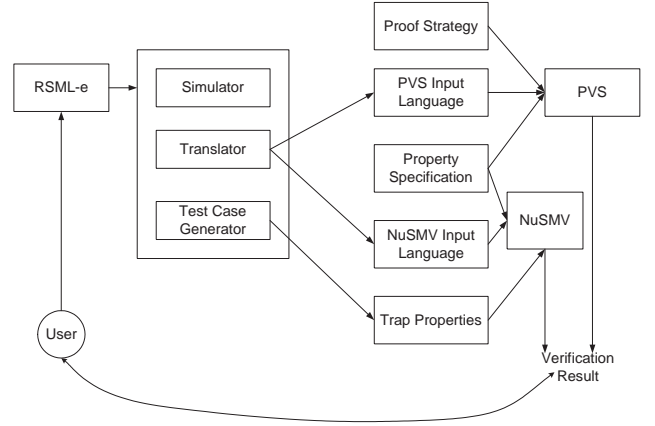 Proof Strategy
RSML-e
Simulator
PVS Input
Language
PVS
Translator
Property
Specification
Test Case
Generator
NuSMV Input
Language
NuSMV
Trap Properties
User
Verification
Result